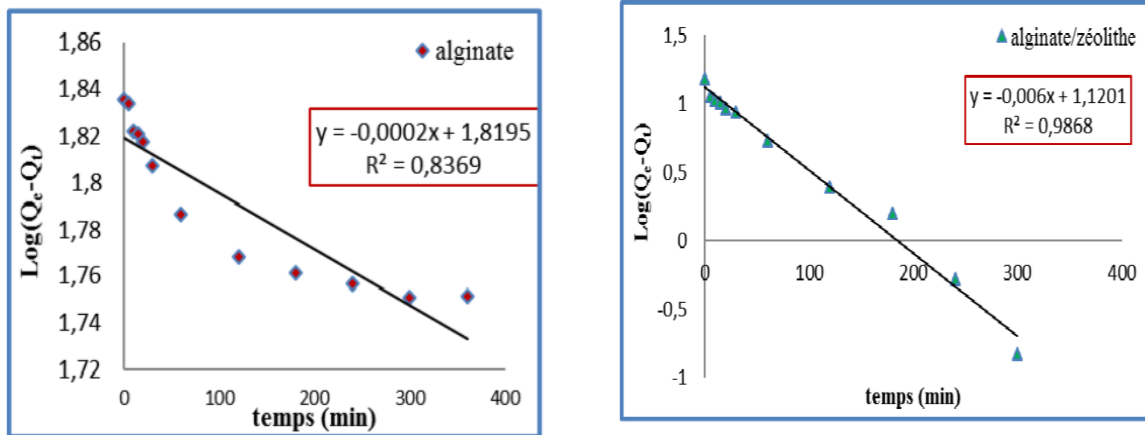 1,86
1,84
1,82
1,8
1,78
1,76
1,74
1,72
Log(Qe-Qt)
alginate
y = -0,0002x + 1,8195
R² = 0,8369
0 100 200 300 400
temps (min)
1,5
1
0,5
0
-0,5
-1
Log(Qe-Qt)
alginate/zéolithe
y = -0,006x + 1,1201
R² = 0,9868
0 100 200 300 400
temps (min)